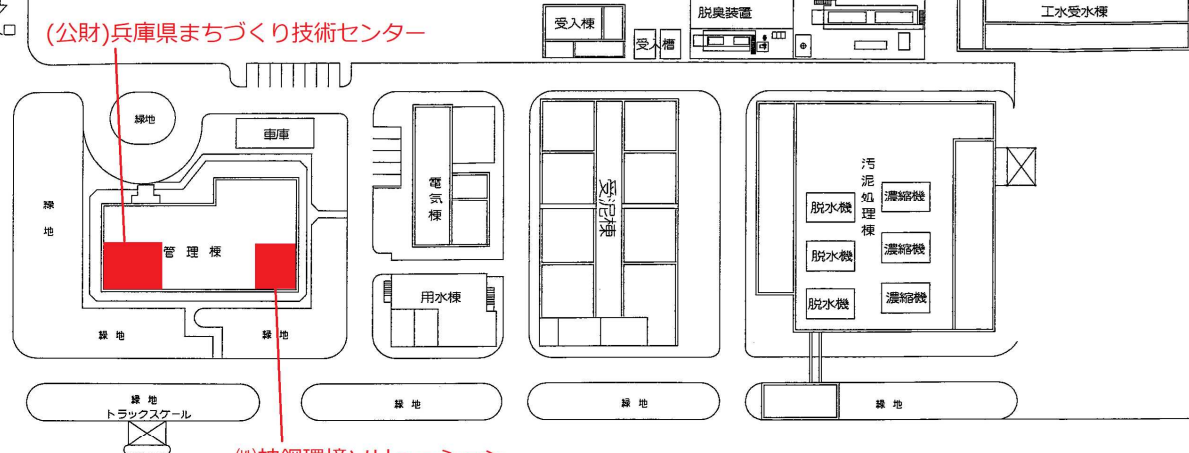 脱臭装置
工水受水棟
受入棟
(公財)兵庫県まちづくり技術センター
受入槽
緑地
車庫
電気棟
受泥棟
汚泥処理棟
脱水機
濃縮機
緑地
管理棟
脱水機
濃縮機
用水棟
脱水機
濃縮機
緑地
緑地
緑地
トラックスケール
緑地
緑地
緑地